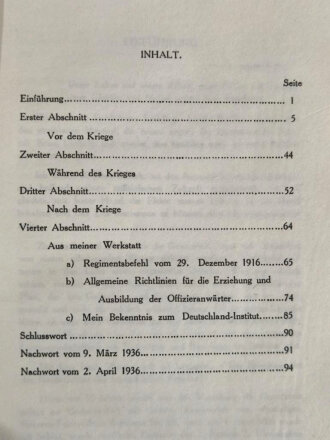 INHALT.
Seite
Einführung........................................................ 1
Erster Abschnitt.................................................. 5
Vor dem Kriege
Zweiter Abschnitt.................................................44
Während des Krieges
Dritter Abschnitt.................................................52
Nach dem Kriege
Vierter Abschnitt.................................................64
Aus meiner Werkstatt
a) Regimentsbefehl vom 29. Dezember 1916........65
b) Allgemeine Richtlinien für die Erziehung und
Ausbildung der Offizieranwärter...............74
c) Mein Bekenntnis zum Deutschland-Institut......85
Schlusswort.......................................................90
Nachwort vom 9. März 1936.........................................91
Nachwort vom 2. April 1936........................................94